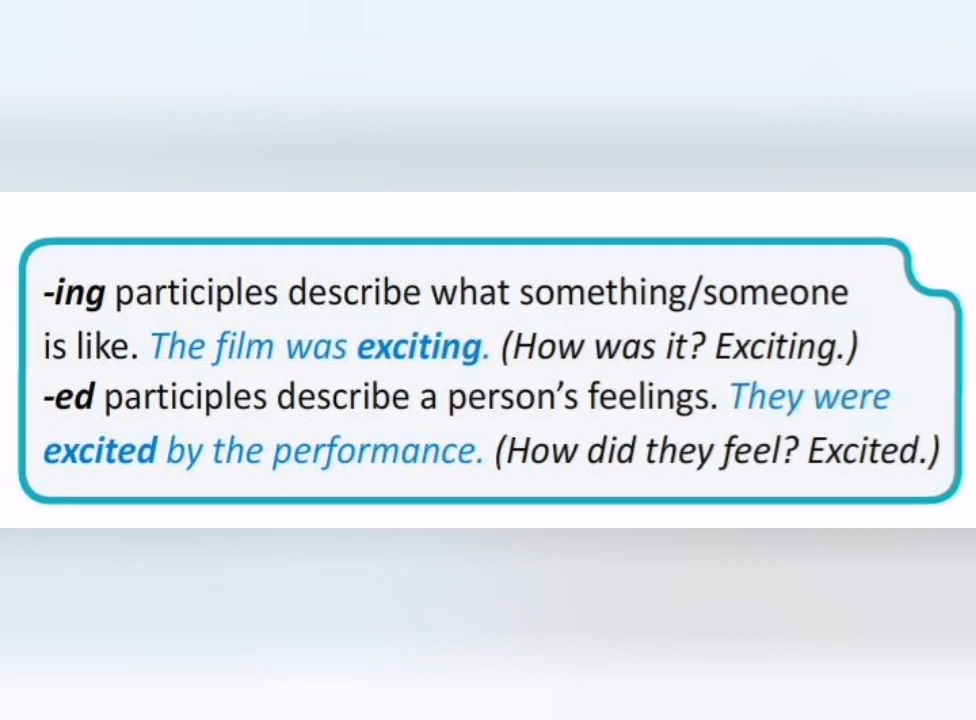 -ing participles describe what something/someone
is like. The film was exciting. (How was it? Exciting.)
-ed participles describe a person’s feelings. They were
excited by the performance. (How did they feel? Excited.)